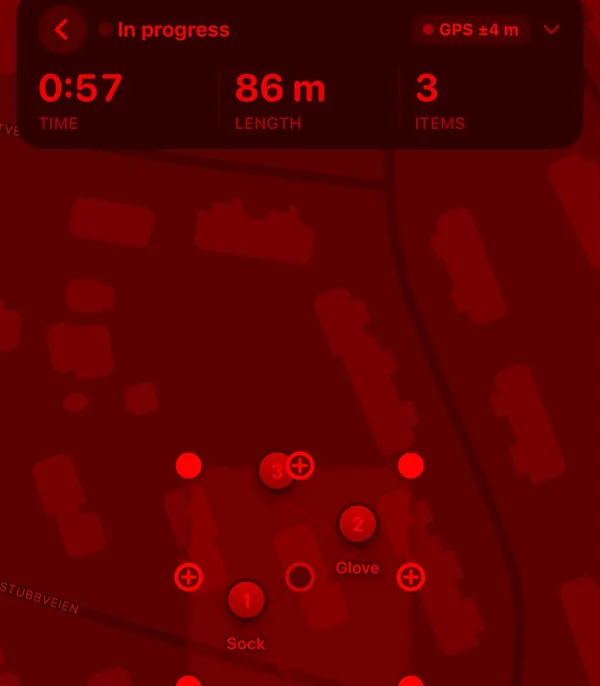 In progress
GPS ±4 m
0:57
86 m
3
TIME
LENGTH
ITEMS
3
2
Glove
1
Sock
STUBBVEIEN